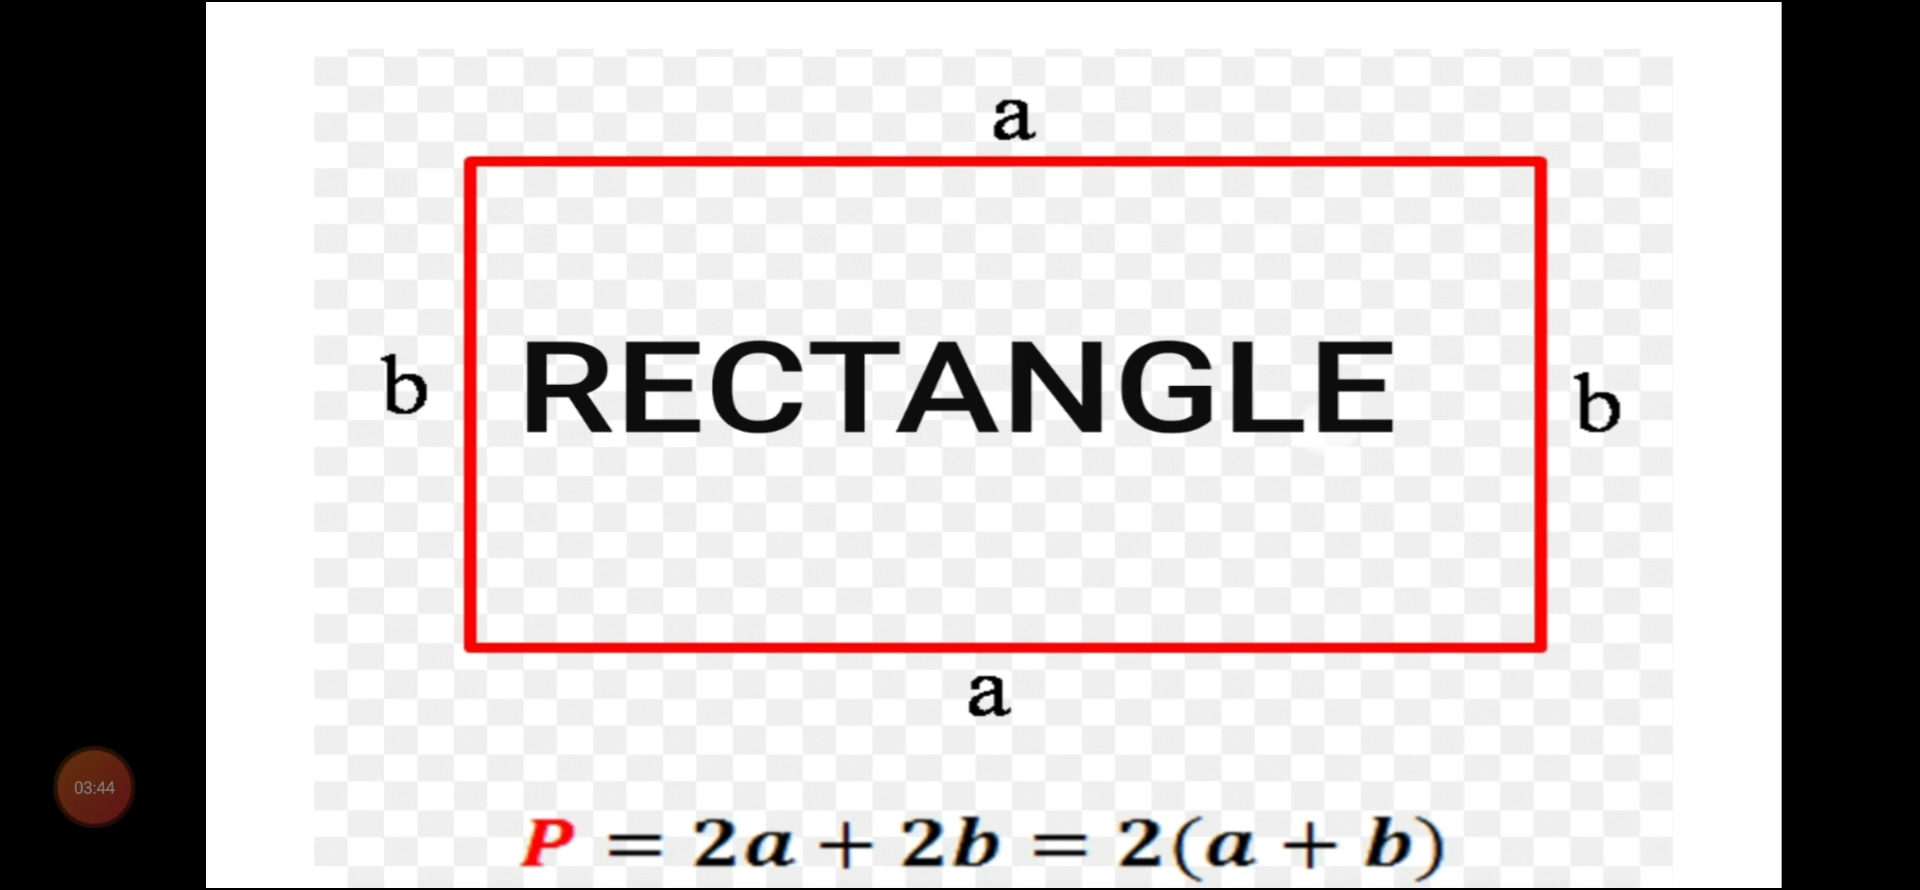 a
RECTANGLE
b
b
a
P = 2a + 2b = 2(a + b)
03:44